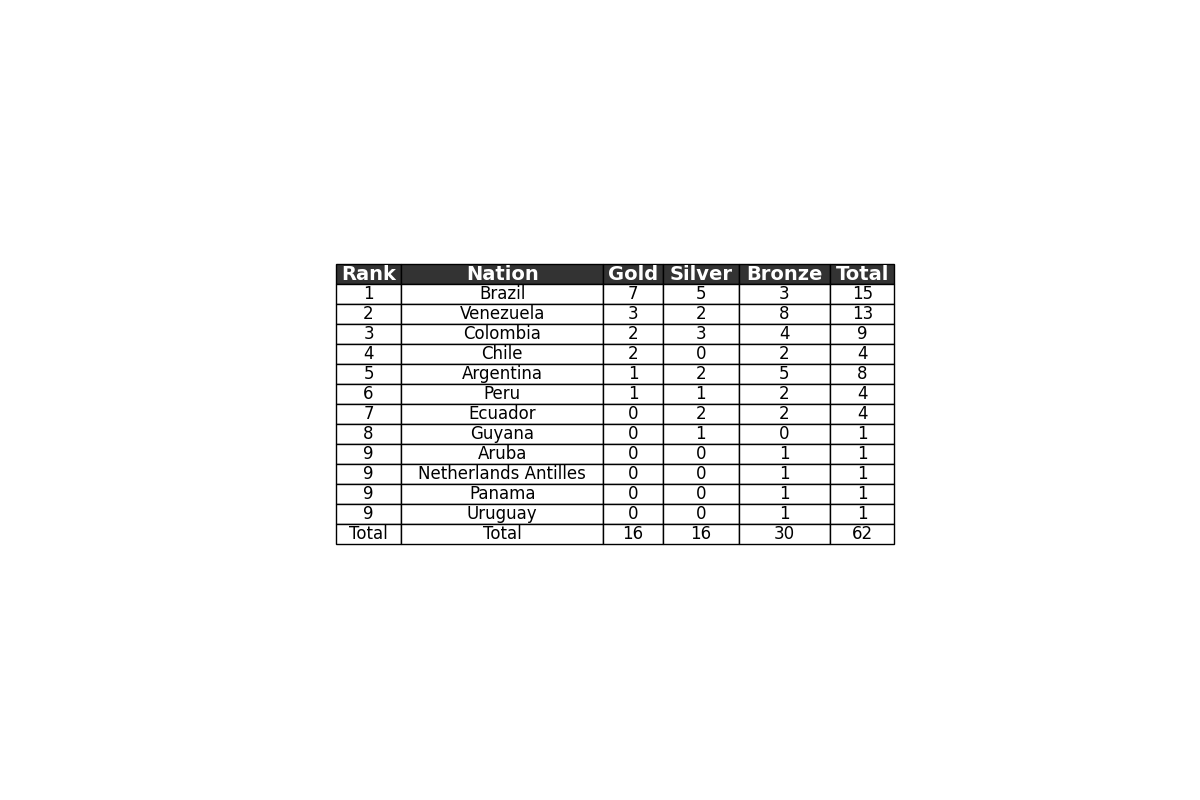 Rank Nation Gold Silver Bronze Total
1 Brazil 7 5 3 15
2 Venezuela 3 2 8 13
3 Colombia 2 3 4 9
4 Chile 2 0 2 4
5 Argentina 1 2 5 8
6 Peru 1 1 2 4
7 Ecuador 0 2 2 4
8 Guyana 0 1 0 1
9 Aruba 0 0 1 1
9 Netherlands Antilles 0 0 1 1
9 Panama 0 0 1 1
9 Uruguay 0 0 1 1
Total Total 16 16 30 62